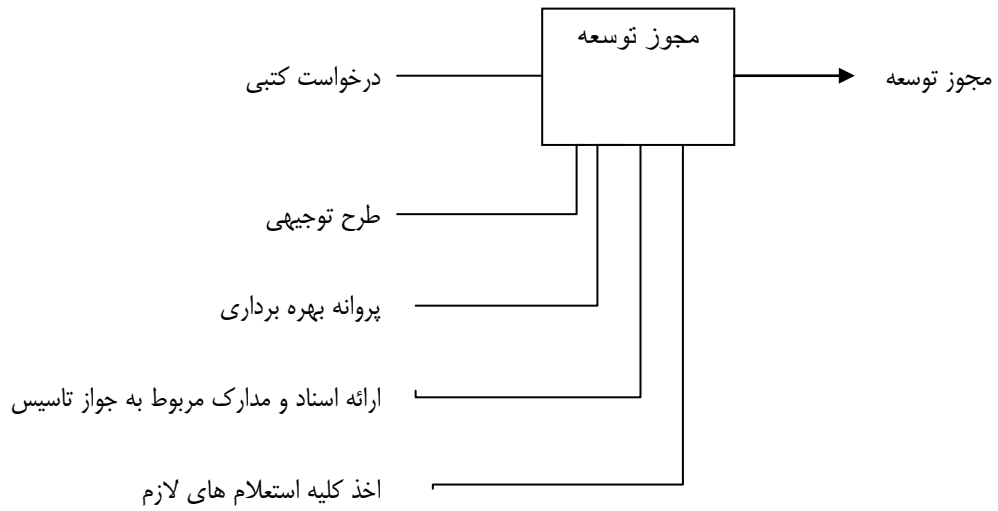 مجوز توسعه
درخواست کتبی
مجوز توسعه
طرح توجیهی
پروانه بهره برداری
ارائه اسناد و مدارک مربوط به جواز تاسیس
اخذ کلیه استعلام های لازم